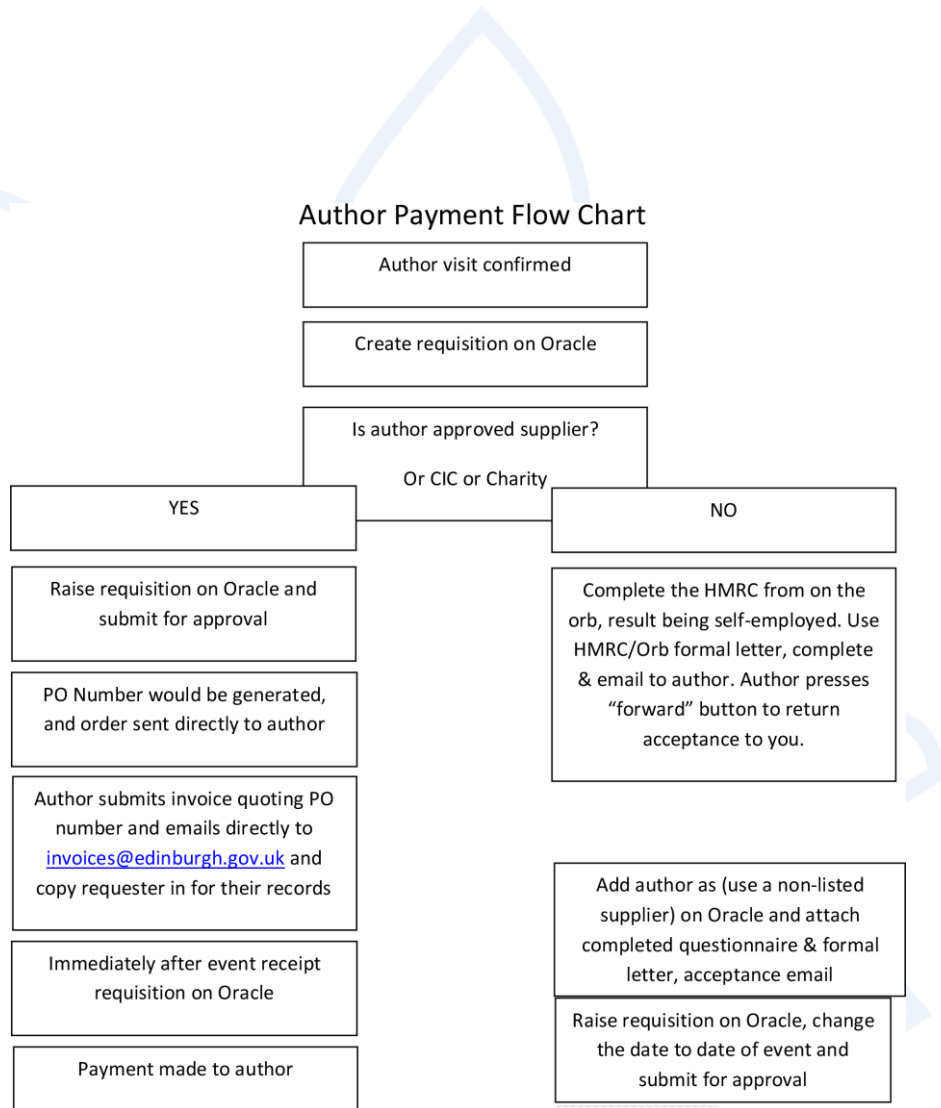 Author Payment Flow Chart
Author visit confirmed
Create requisition on Oracle
Is author approved supplier?
Or CIC or Charity
YES
Raise requisition on Oracle and
submit for approval
PO Number would be generated,
and order sent directly to author
Author submits invoice quoting PO
number and emails directly to
invoices@edinburgh.gov.uk and
copy requester in for their records
Immediately after event receipt
requisition on Oracle
Payment made to author
NO
Complete the HMRC from on the
orb, result being self-employed. Use
HMRC/Orb formal letter, complete
& email to author. Author presses
“forward” button to return
acceptance to you.
Add author as (use a non-listed
supplier) on Oracle and attach
completed questionnaire & formal
letter, acceptance email
Raise requisition on Oracle, change
the date to date of event and
submit for approval